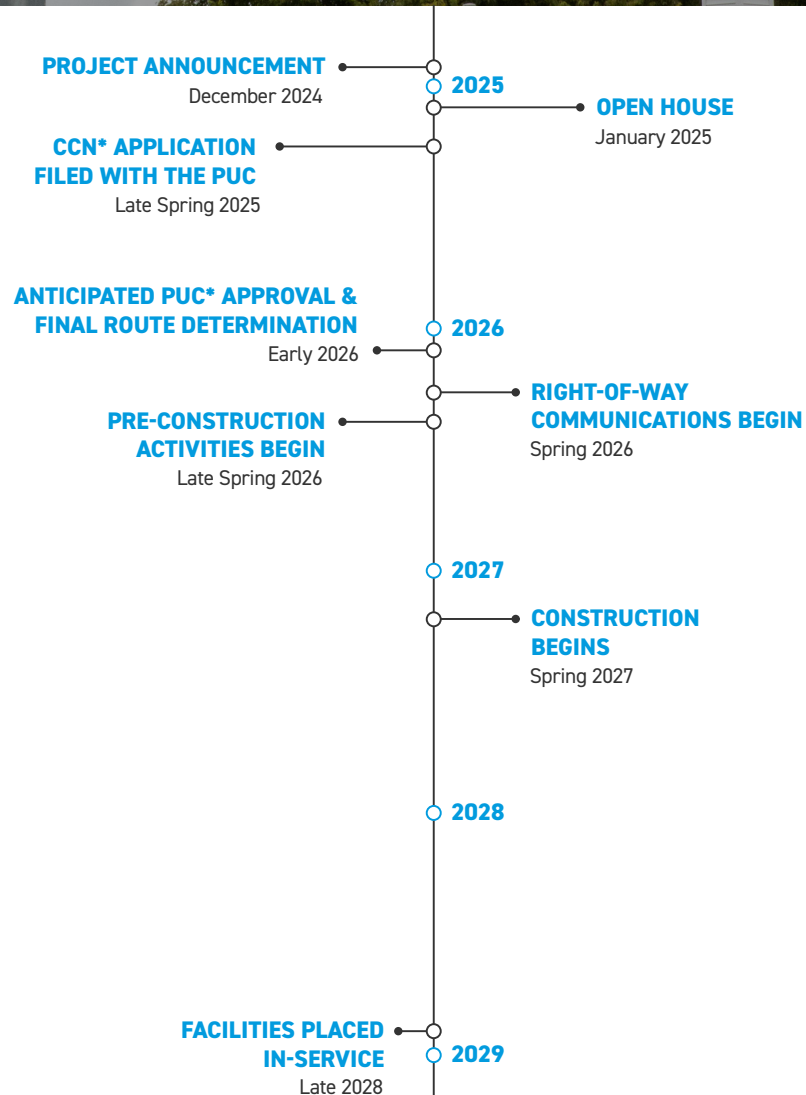 PROJECT ANNOUNCEMENT
December 2024
2025
OPEN HOUSE
January 2025
CCN* APPLICATION
FILED WITH THE PUC
Late Spring 2025
ANTICIPATED PUC* APPROVAL &
FINAL ROUTE DETERMINATION
Early 2026
2026
RIGHT-OF-WAY
COMMUNICATIONS BEGIN
Spring 2026
PRE-CONSTRUCTION
ACTIVITIES BEGIN
Late Spring 2026
2027
CONSTRUCTION
BEGINS
Spring 2027
2028
FACILITIES PLACED
IN-SERVICE
Late 2028
2029